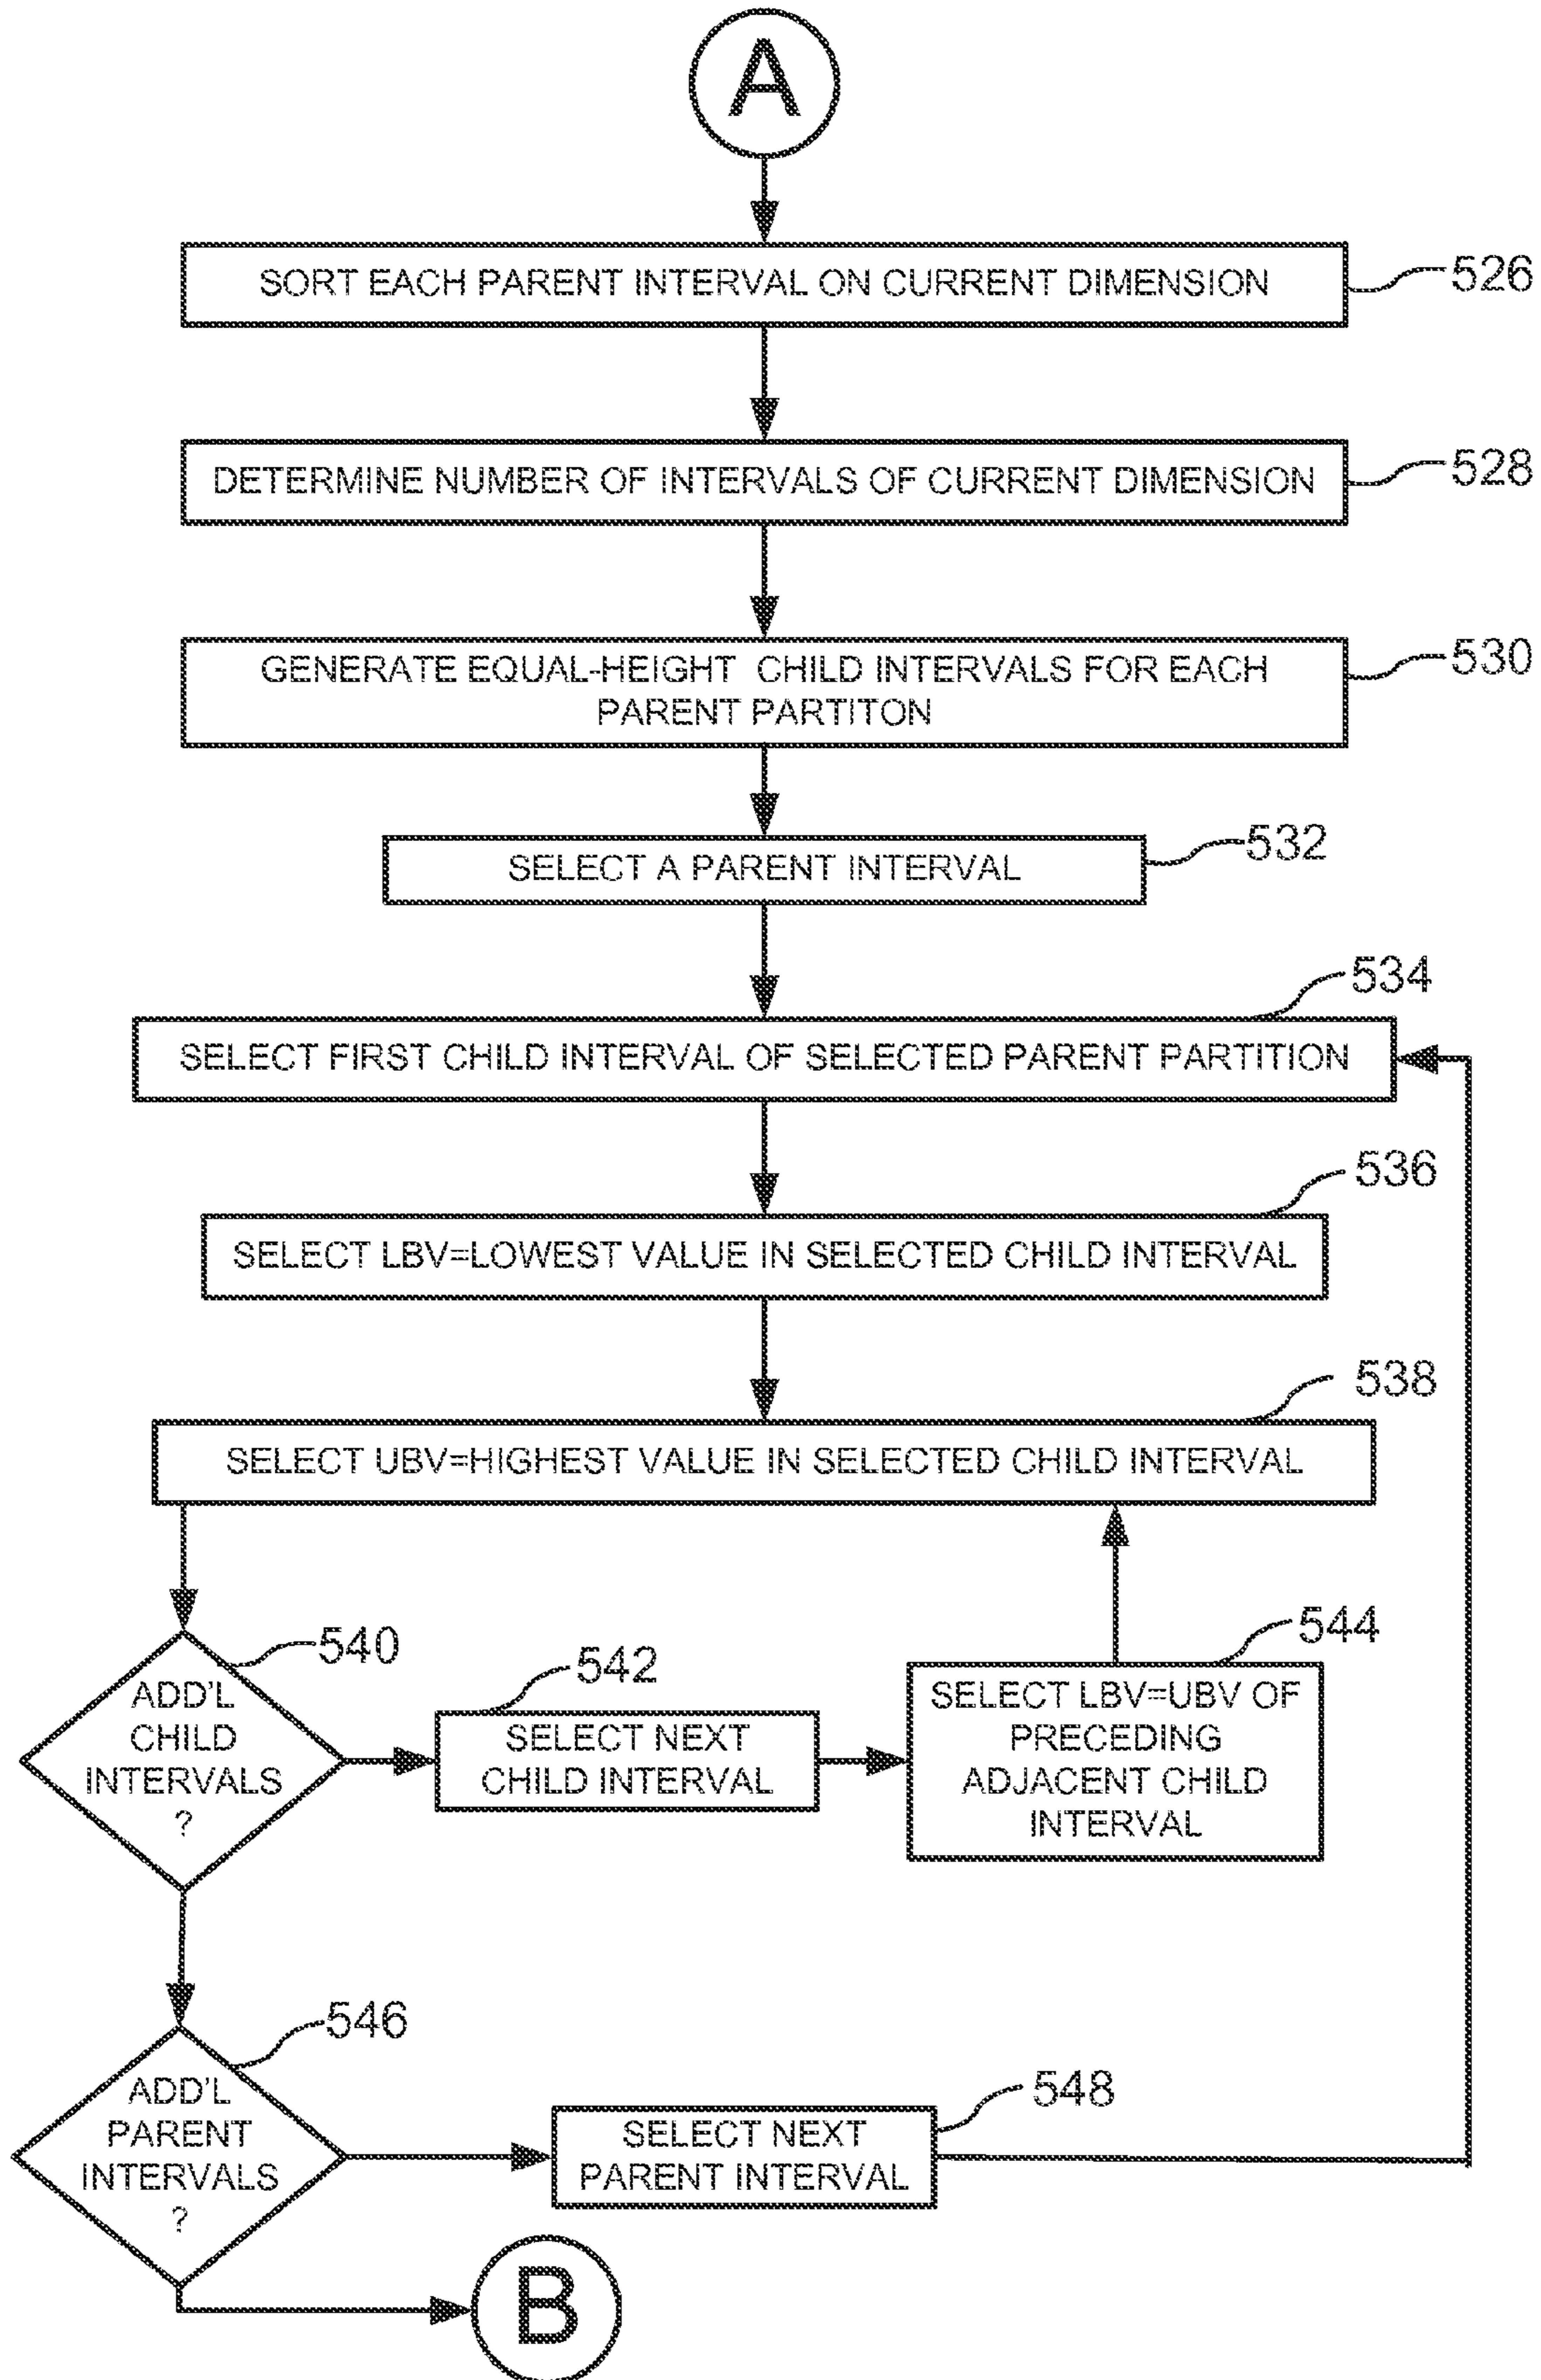 A
SORT EACH PARENT INTERVAL ON CURRENT DIMENSION
526
DETERMINE NUMBER OF INTERVALS OF CURRENT DIMENSION
528
GENERATE EQUAL-HEIGHT CHILD INTERVALS FOR EACH
PARENT PARTITON
530
SELECT A PARENT INTERVAL
532
534
SELECT FIRST CHILD INTERVAL OF SELECTED PARENT PARTITION
536
SELECT LBV=LOWEST VALUE IN SELECTED CHILD INTERVAL
538
SELECT UBV=HIGHEST VALUE IN SELECTED CHILD INTERVAL
540
ADD'L
CHILD
INTERVALS
?
542
SELECT NEXT
CHILD INTERVAL
544
SELECT LBV=UBV OF
PRECEDING
ADJACENT CHILD
INTERVAL
546
ADD'L
PARENT
INTERVALS
?
548
SELECT NEXT
PARENT INTERVAL
B